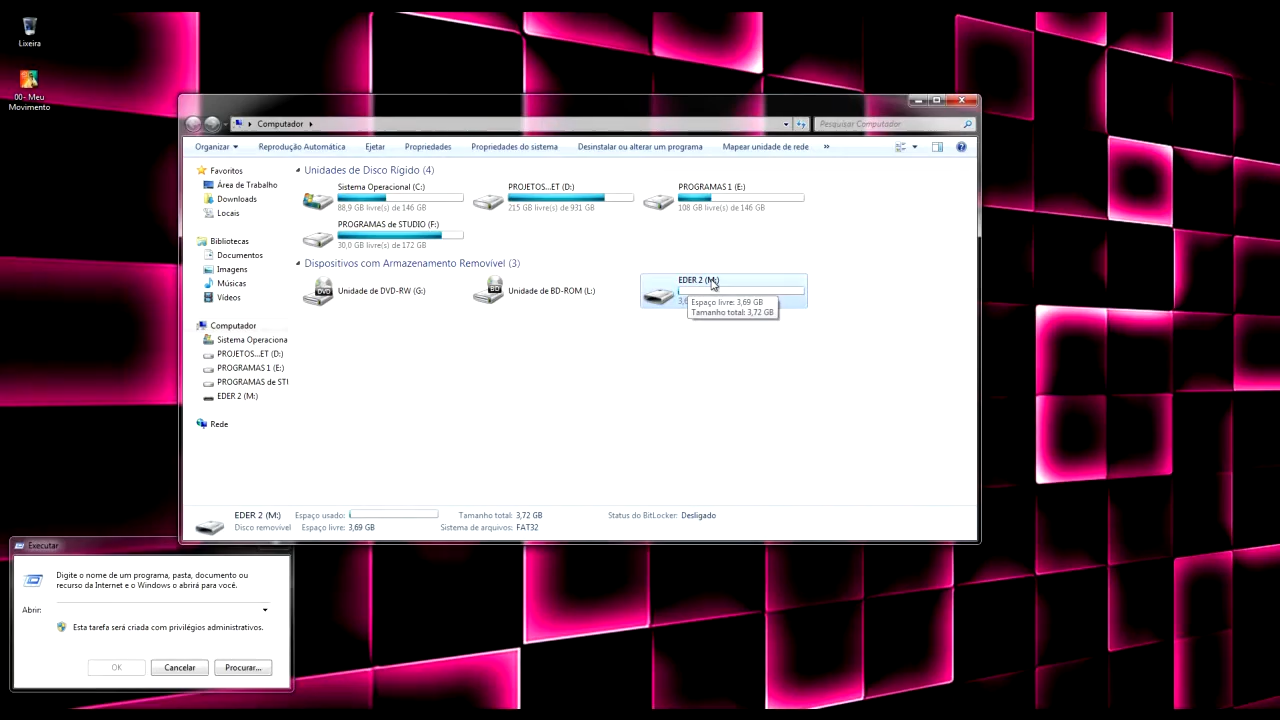 Lixeira
00- Meu
Movimento
Computador
Pesquisar Computador
Organizar
Reprodução Automática
Ejetar
Propriedades
Propriedades do sistema
Desinstalar ou alterar um programa
Mapear unidade de rede
»
Favoritos
Área de Trabalho
Downloads
Locais
Bibliotecas
Documentos
Imagens
Músicas
Vídeos
Computador
Sistema Operaciona
PROJETOS...ET (D:)
PROGRAMAS 1 (E:)
PROGRAMAS de STU
EDER 2 (M:)
Rede
Unidades de Disco Rígido (4)
Sistema Operacional (C:)
88,9 GB livre(s) de 146 GB
PROJETOS...ET (D:)
215 GB livre(s) de 931 GB
PROGRAMAS 1 (E:)
108 GB livre(s) de 146 GB
PROGRAMAS de STUDIO (F:)
30,0 GB livre(s) de 172 GB
Dispositivos com Armazenamento Removível (3)
DVD
Unidade de DVD-RW (G:)
BD
Unidade de BD-ROM (L:)
EDER 2 (M:)
Espaço livre: 3,69 GB
Tamanho total: 3,72 GB
EDER 2 (M:)
Espaço usado:
Tamanho total: 3,72 GB
Status do BitLocker: Desligado
Disco removível
Espaço livre: 3,69 GB
Sistema de arquivos: FAT32
Executar
Digite o nome de um programa, pasta, documento ou
recurso da Internet e o Windows o abrirá para você.
Abrir:
Esta tarefa será criada com privilégios administrativos.
OK
Cancelar
Procurar...